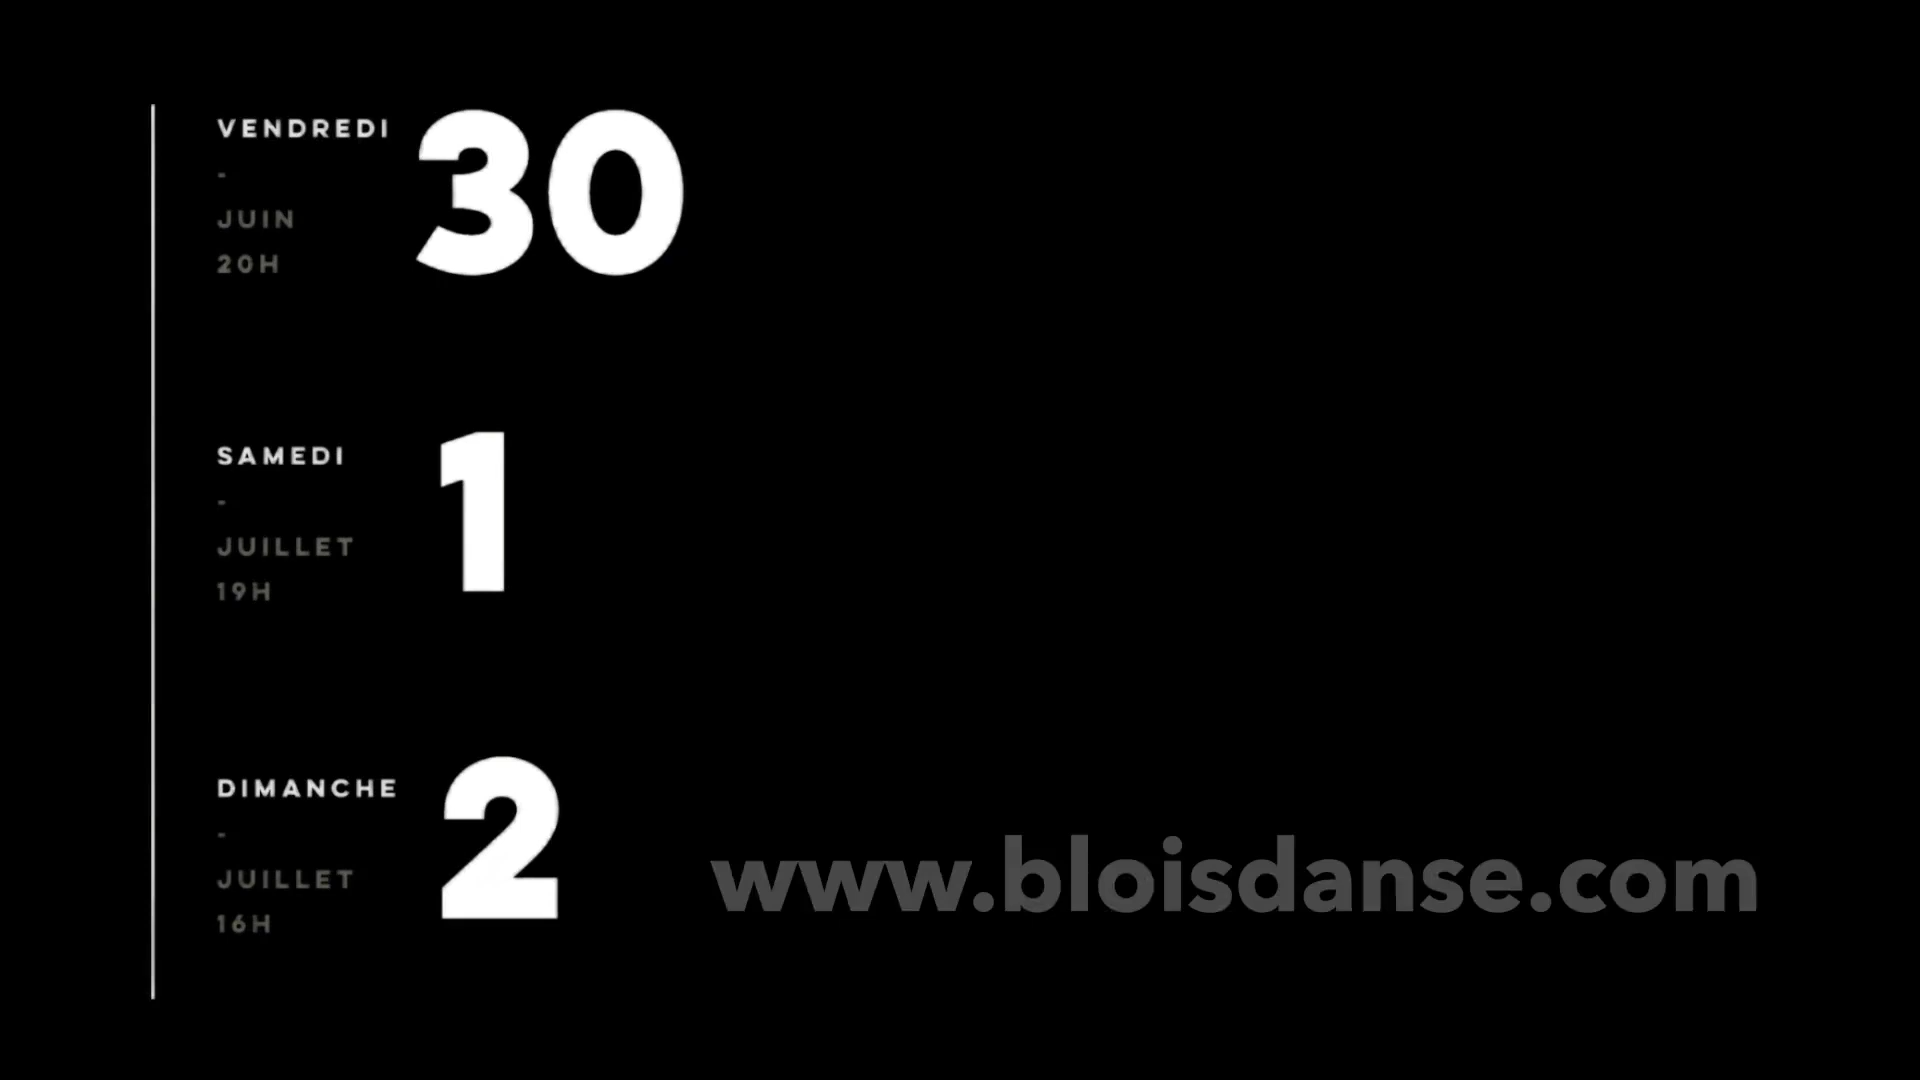 VENDREDI
30
-
JUIN
20H
SAMEDI
1
-
JUILLET
19H
DIMANCHE
2
-
JUILLET
16H
www.bloisdanse.com